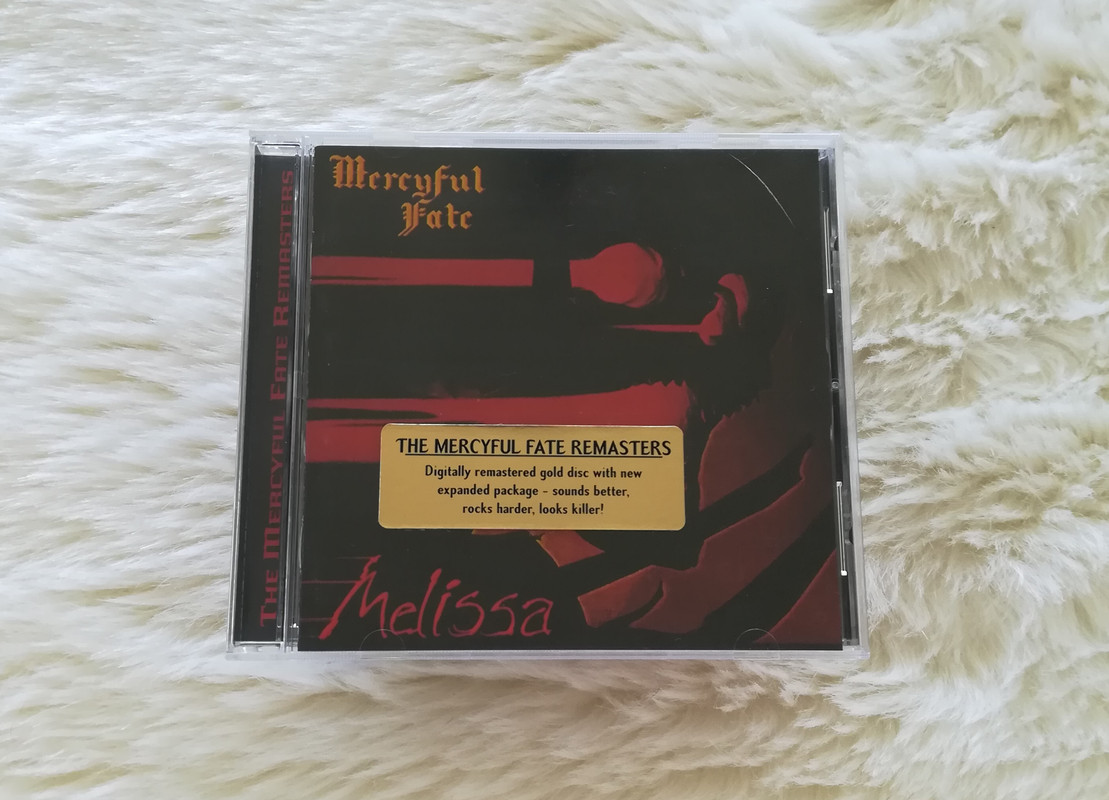 THE MERCYFUL FATE REMASTERS
Mercyful
Fate
THE MERCYFUL FATE REMASTERS
Digitally remastered gold disc with new
expanded package - sounds better,
rocks harder, looks killer!
Melissa